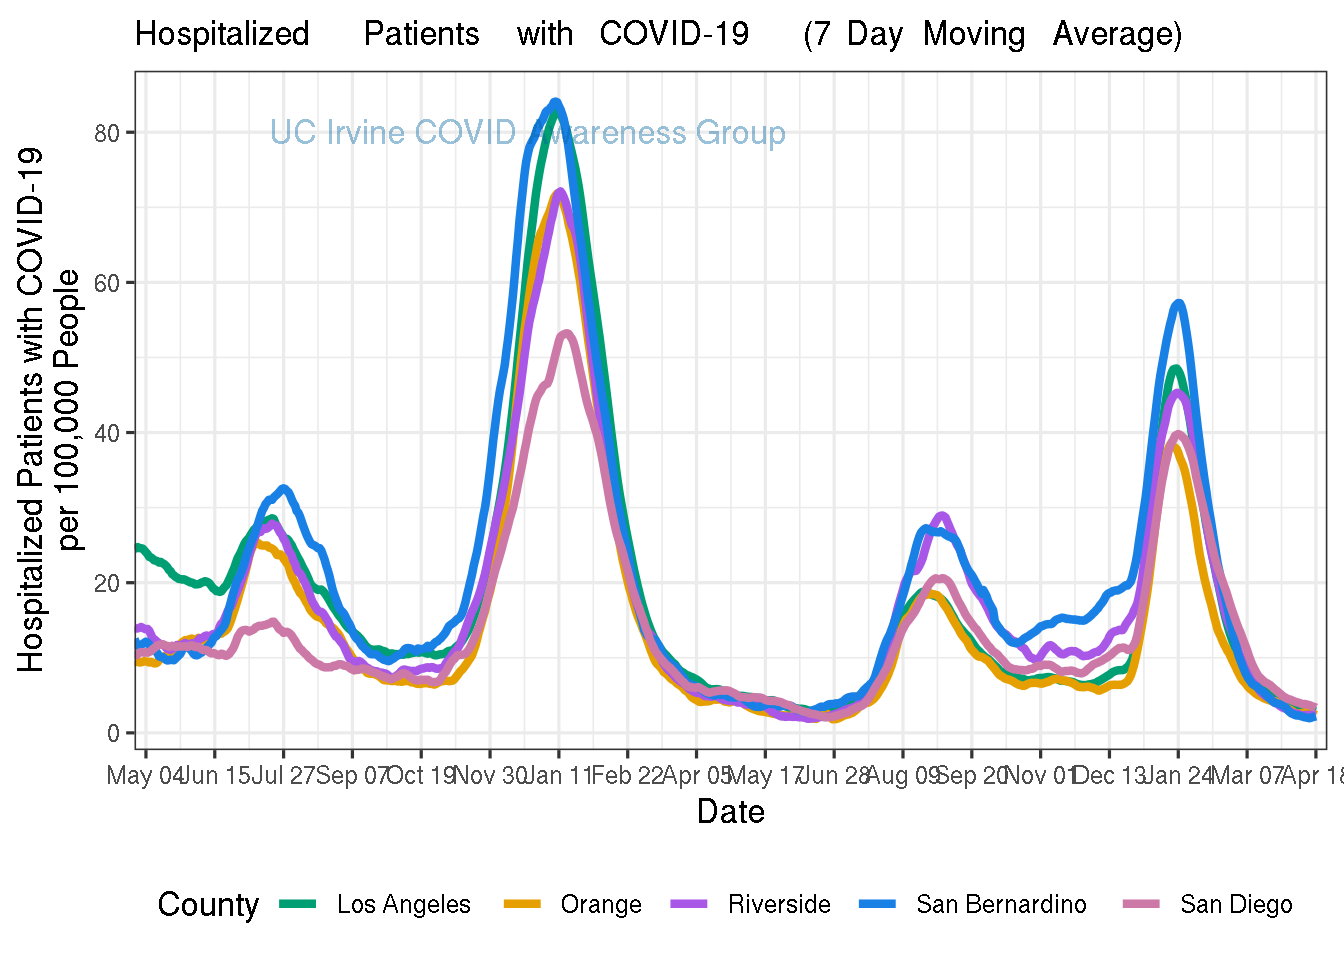 Hospitalized Patients with COVID-19 (7 Day Moving Average)
UC Irvine COVID Awareness Group
Hospitalized Patients with COVID-19
per 100,000 People
80
60
40
20
0
May 04 Jun 15 Jul 27 Sep 07 Oct 19 Nov 30 Jan 11 Feb 22 Apr 05 May 17 Jun 28 Aug 09 Sep 20 Nov 01 Dec 13 Jan 24 Mar 07 Apr 18
Date
County Los Angeles Orange Riverside San Bernardino San Diego